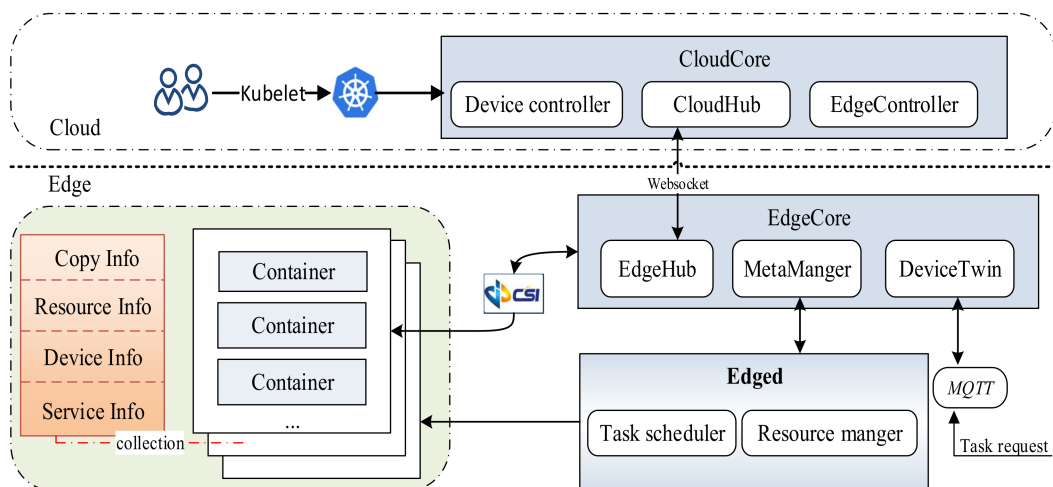 CloudCore
Kubelet
Device controller
CloudHub
EdgeController
Cloud
Edge
Websocket
EdgeCore
Copy Info
Resource Info
Device Info
Service Info
collection
Container
Container
Container
...
CSI
EdgeHub
MetaManger
DeviceTwin
Edged
Task scheduler
Resource manger
MQTT
Task request